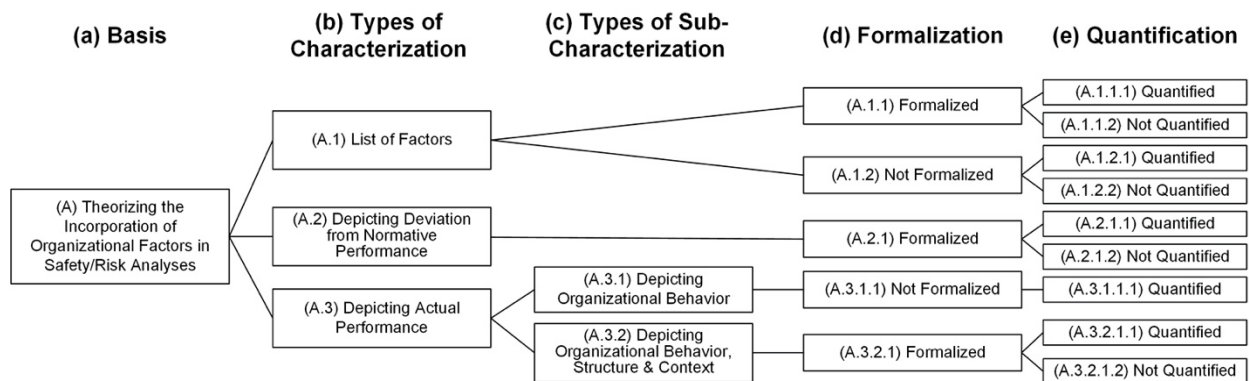 (a) Basis
(b) Types of
Characterization
(c) Types of Sub-
Characterization
(d) Formalization
(e) Quantification
(A) Theorizing the
Incorporation of
Organizational Factors in
Safety/Risk Analyses
(A.1) List of Factors
(A.2) Depicting Deviation
from Normative
Performance
(A.3) Depicting Actual
Performance
(A.3.1) Depicting
Organizational Behavior
(A.3.2) Depicting
Organizational Behavior,
Structure & Context
(A.1.1) Formalized
(A.1.2) Not Formalized
(A.2.1) Formalized
(A.3.1.1) Not Formalized
(A.3.2.1) Formalized
(A.1.1.1) Quantified
(A.1.1.2) Not Quantified
(A.1.2.1) Quantified
(A.1.2.2) Not Quantified
(A.2.1.1) Quantified
(A.2.1.2) Not Quantified
(A.3.1.1.1) Quantified
(A.3.2.1.1) Quantified
(A.3.2.1.2) Not Quantified